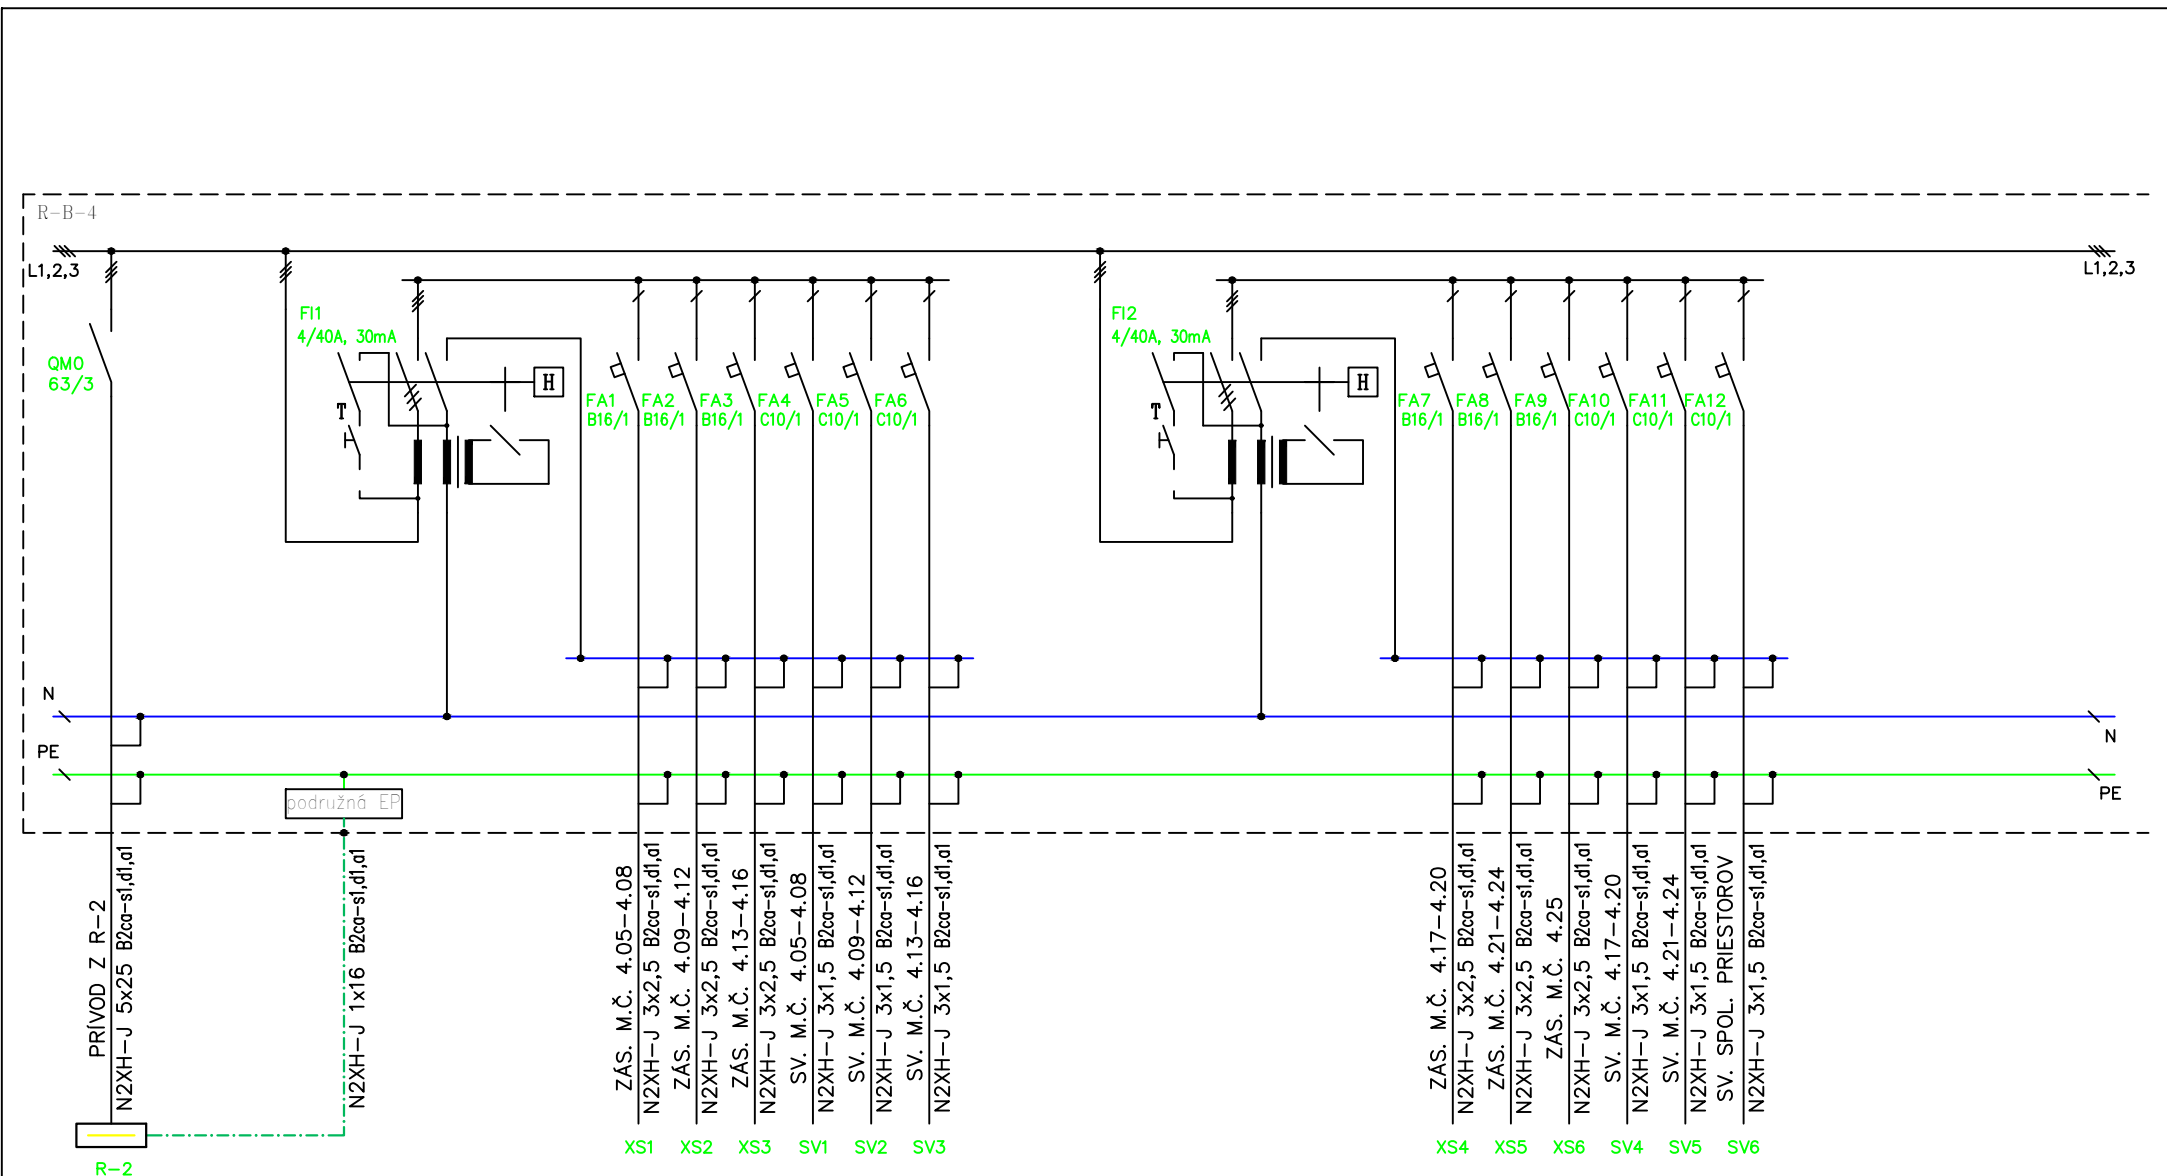 R-B-4
L1,2,3
L1,2,3
FI1
4/40A, 30mA
FI2
4/40A, 30mA
QM0
63/3
H
H
T
T
FA1
B16/1
FA2
B16/1
FA3
B16/1
FA4
C10/1
FA5
C10/1
FA6
C10/1
FA7
B16/1
FA8
B16/1
FA9
B16/1
FA10
C10/1
FA11
C10/1
FA12
C10/1
N
N
PE
PE
podružná EP
PRÍVOD Z R-2
N2XH-J 5x25 B2ca-s1,d1,a1
N2XH-J 1x16 B2ca-s1,d1,a1
ZÁS. M.Č. 4.05-4.08
N2XH-J 3x2,5 B2ca-s1,d1,a1
ZÁS. M.Č. 4.09-4.12
N2XH-J 3x2,5 B2ca-s1,d1,a1
ZÁS. M.Č. 4.13-4.16
N2XH-J 3x2,5 B2ca-s1,d1,a1
SV. M.Č. 4.05-4.08
N2XH-J 3x1,5 B2ca-s1,d1,a1
SV. M.Č. 4.09-4.12
N2XH-J 3x1,5 B2ca-s1,d1,a1
SV. M.Č. 4.13-4.16
N2XH-J 3x1,5 B2ca-s1,d1,a1
ZÁS. M.Č. 4.17-4.20
N2XH-J 3x2,5 B2ca-s1,d1,a1
ZÁS. M.Č. 4.21-4.24
N2XH-J 3x2,5 B2ca-s1,d1,a1
ZÁS. M.Č. 4.25
N2XH-J 3x2,5 B2ca-s1,d1,a1
SV. M.Č. 4.17-4.20
N2XH-J 3x1,5 B2ca-s1,d1,a1
SV. M.Č. 4.21-4.24
N2XH-J 3x1,5 B2ca-s1,d1,a1
SV. SPOL. PRIESTOROV
N2XH-J 3x1,5 B2ca-s1,d1,a1
XS1
XS2
XS3
SV1
SV2
SV3
XS4
XS5
XS6
SV4
SV5
SV6
R-2